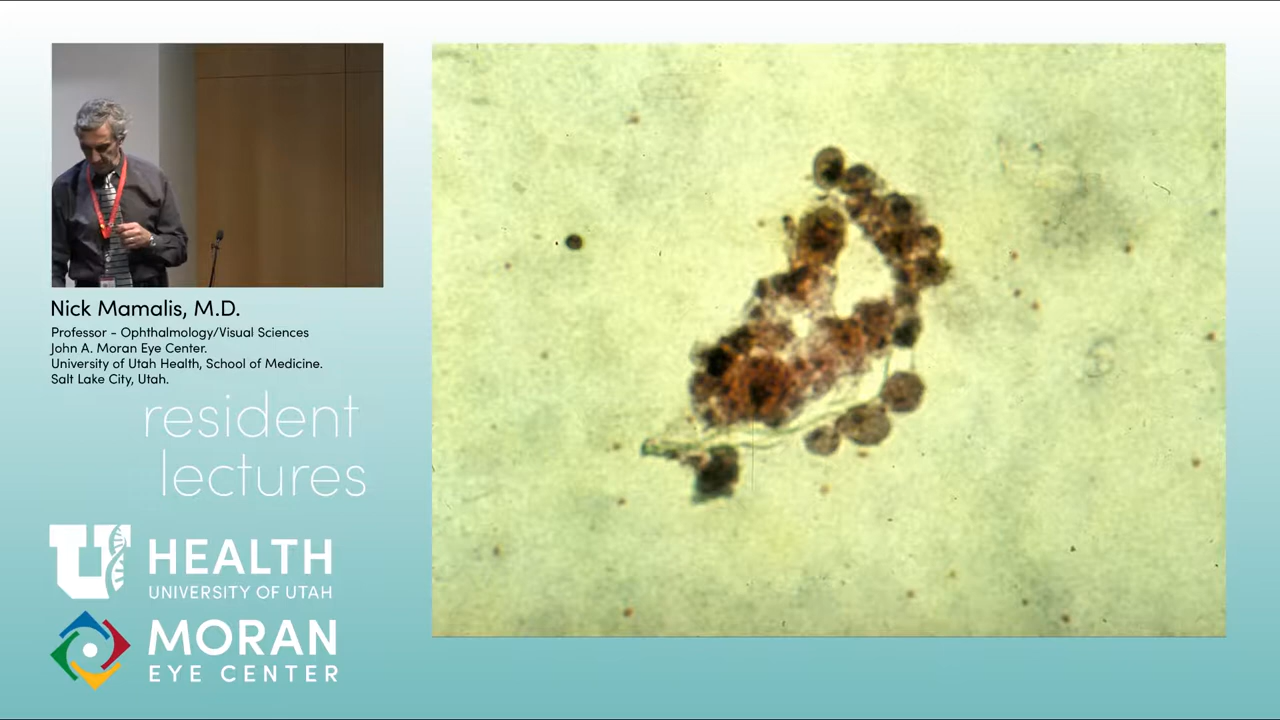 Nick Mamalis, M.D.
Professor - Ophthalmology/Visual Sciences
John A. Moran Eye Center.
University of Utah Health, School of Medicine.
Salt Lake City, Utah.
resident
lectures
U HEALTH
UNIVERSITY OF UTAH
MORAN
EYE CENTER